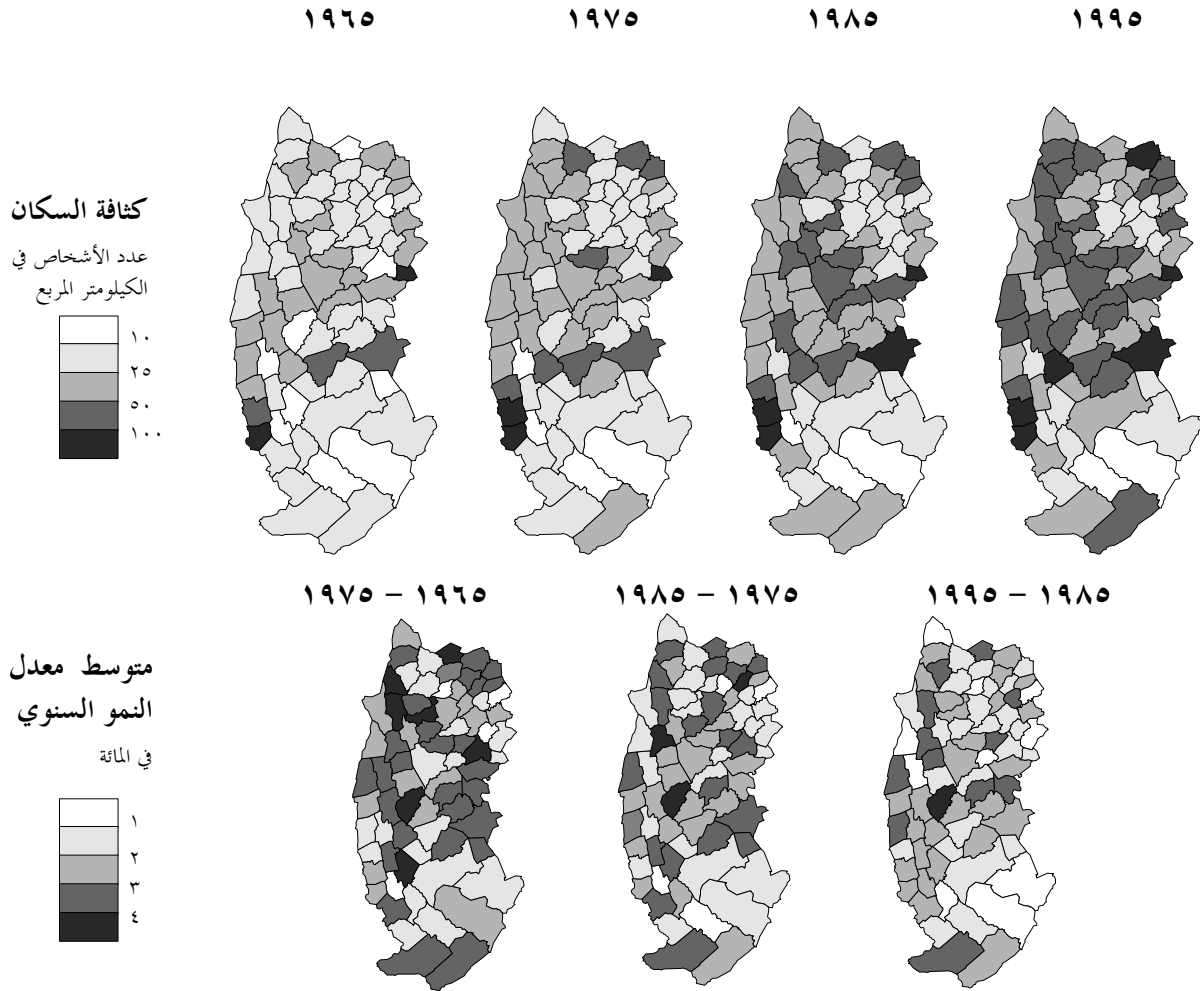 ١٩٦٥
١٩٧٥
١٩٨٥
١٩٩٥
كثافة السكان
عدد الأشخاص في
الكيلومتر المربع
١٠
٢٥
٥٠
١٠٠
١٩٦٥ – ١٩٧٥
١٩٧٥ – ١٩٨٥
١٩٨٥ – ١٩٩٥
متوسط معدل
النمو السنوي
في المائة
١
٢
٣
٤